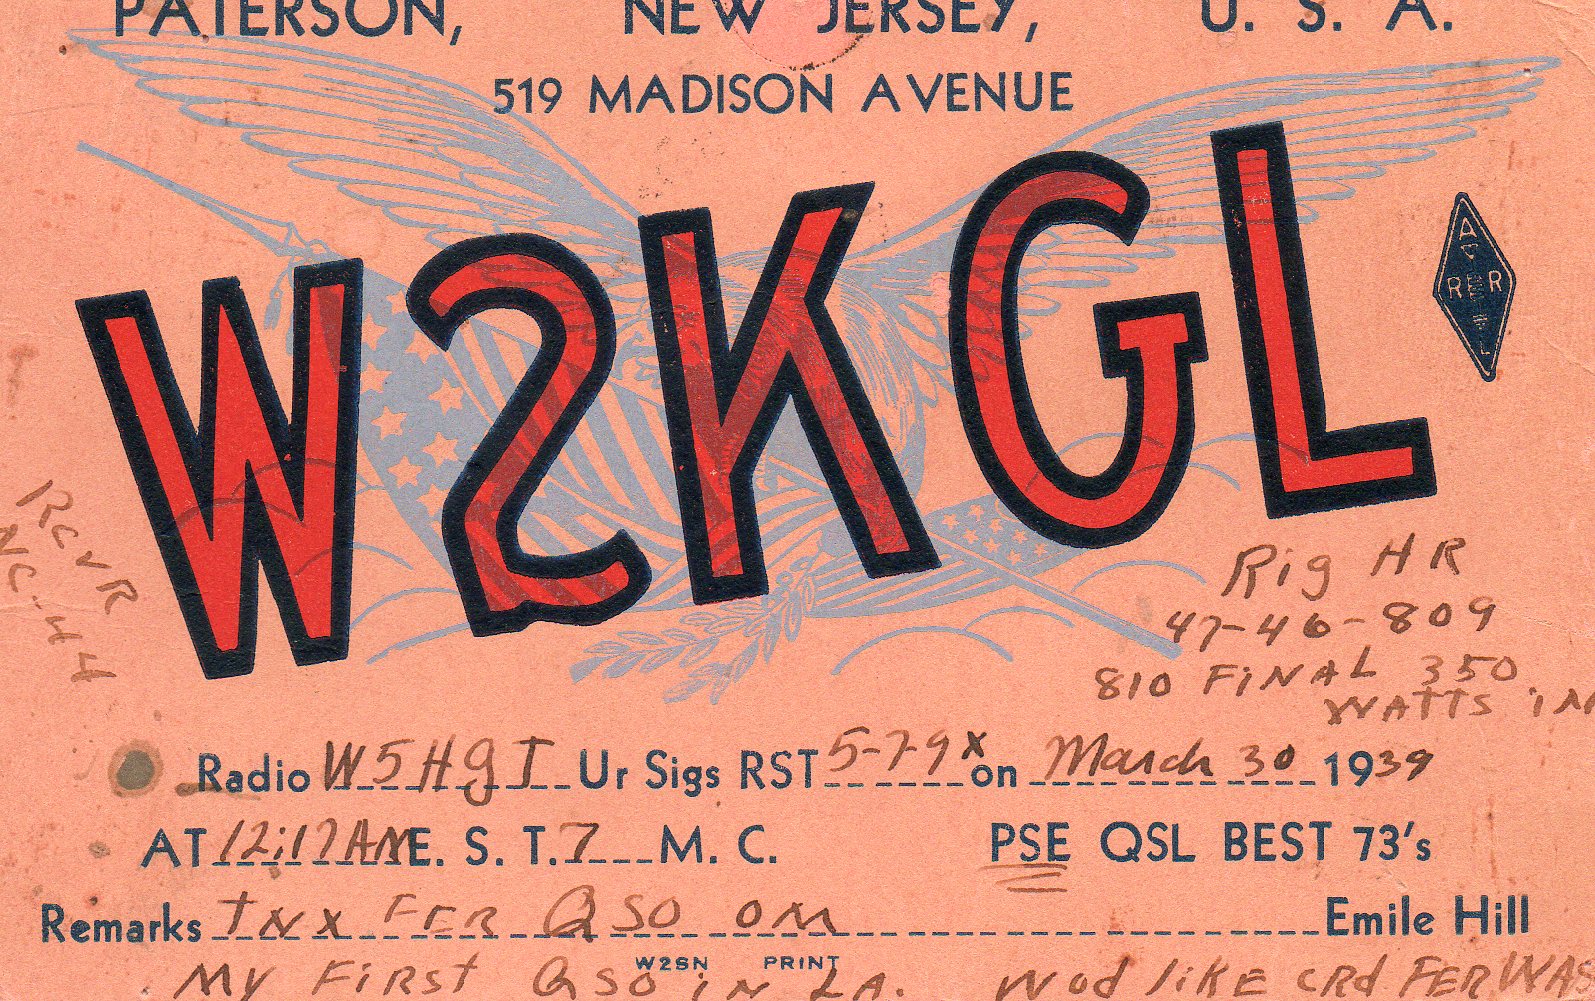 PATERSON, NEW JERSEY, U. S. A.
519 MADISON AVENUE
W2KGL
A
R R
L
RCVR
NC-44
Rig HR
47-46-809
810 FINAL 350
WATTS in
Radio W5HgI Ur Sigs RST 5-7-9x on March 30 1939
AT 12:17 AM E. S. T. 7 M. C. PSE QSL BEST 73's
Remarks TNX FER QSO OM Emile Hill
W2SN PRINT
MY First QSO iN LA. Wod like crd FER WAS